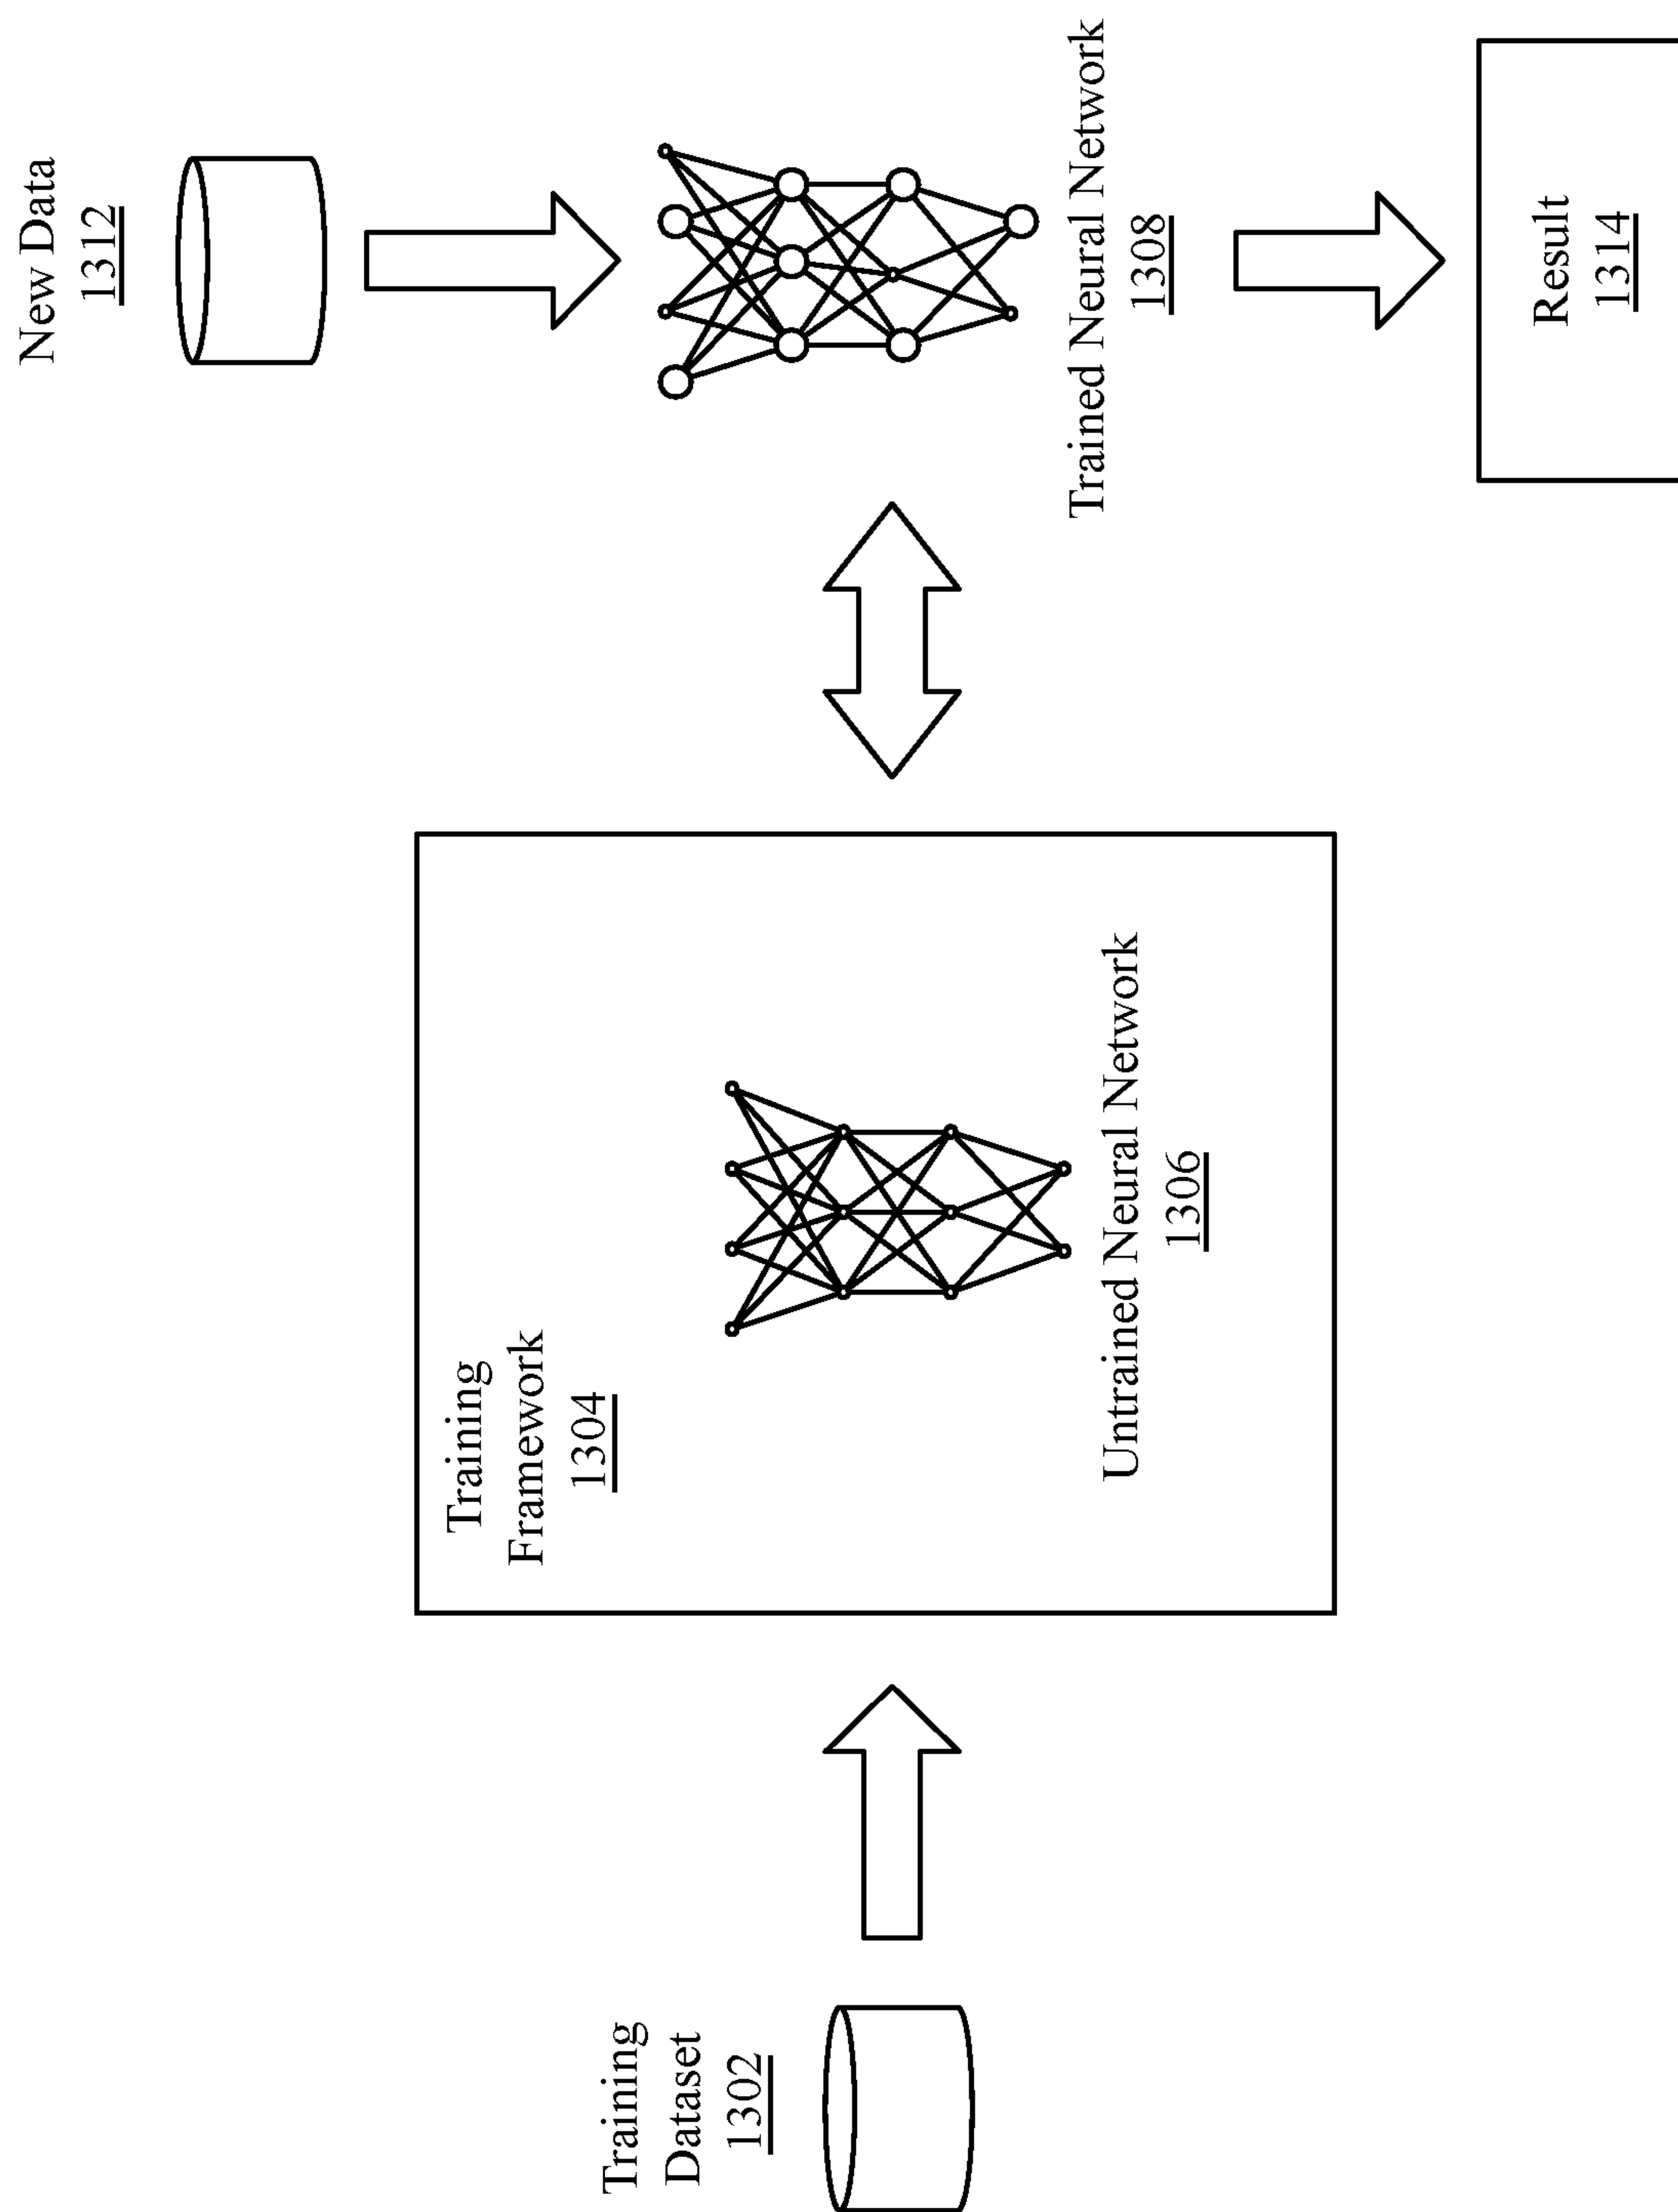 Training
Dataset
1302
Training
Framework
1304
Untrained Neural Network
1306
New Data
1312
Trained Neural Network
1308
Result
1314